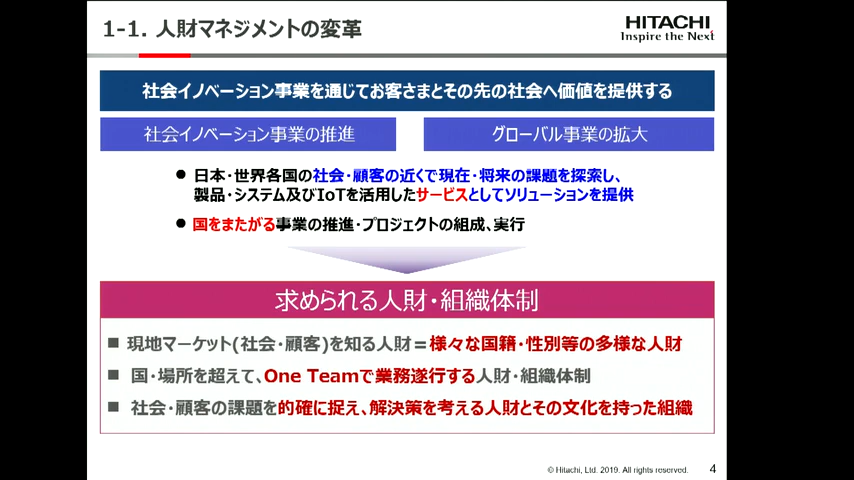 1-1. 人財マネジメントの変革
HITACHI
Inspire the Next
社会イノベーション事業を通じてお客さまとその先の社会へ価値を提供する
社会イノベーション事業の推進
グローバル事業の拡大
● 日本・世界各国の社会・顧客の近くで現在・将来の課題を探索し、
製品・システム及びIoTを活用したサービスとしてソリューションを提供
● 国をまたがる事業の推進・プロジェクトの組成、実行
求められる人財・組織体制
■ 現地マーケット(社会・顧客)を知る人財＝様々な国籍・性別等の多様な人財
■ 国・場所を超えて、One Teamで業務遂行する人財・組織体制
■ 社会・顧客の課題を的確に捉え、解決策を考える人財とその文化を持った組織
© Hitachi, Ltd. 2019. All rights reserved.
4